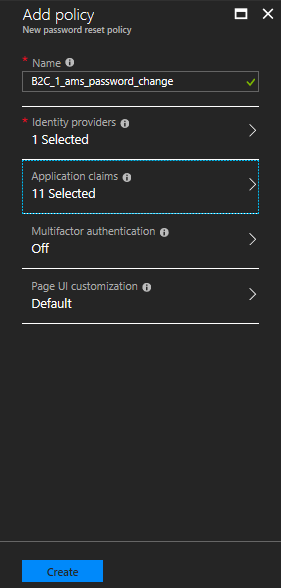 Add policy
New password reset policy
* Name
B2C_1_ams_password_change
* Identity providers
1 Selected
Application claims
11 Selected
Multifactor authentication
Off
Page UI customization
Default
Create